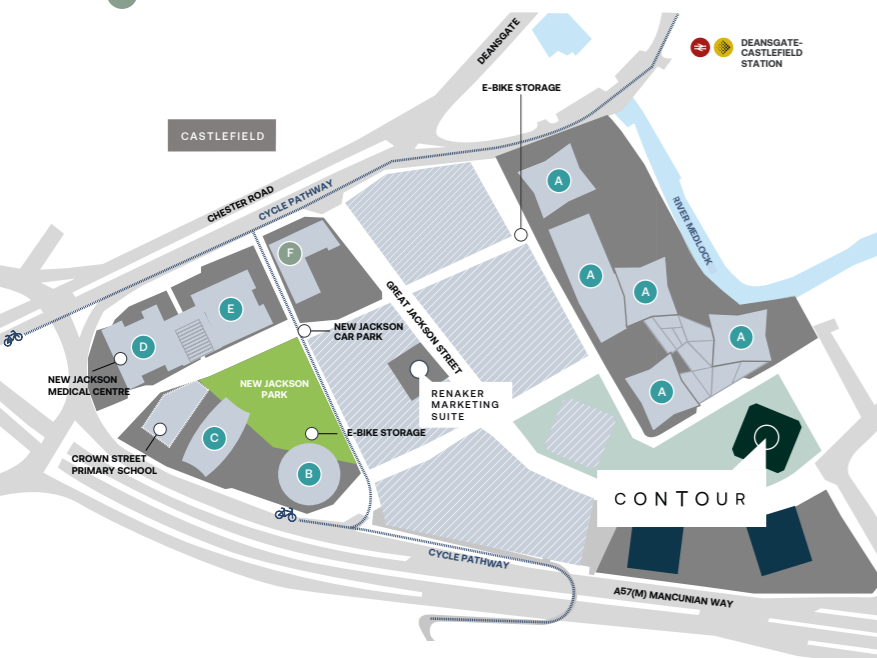 DEANSGATE
DEANSGATE-
CASTLEFIELD
STATION
E-BIKE STORAGE
CASTLEFIELD
CHESTER ROAD
CYCLE PATHWAY
RIVER MEDLOCK
A
F
A
A
E
GREAT JACKSON STREET
NEW JACKSON
CAR PARK
A
D
NEW JACKSON
MEDICAL CENTRE
NEW JACKSON
PARK
RENAKER
MARKETING
SUITE
A
C
E-BIKE STORAGE
CROWN STREET
PRIMARY SCHOOL
B
CONTOUR
CYCLE PATHWAY
A57(M) MANCUNIAN WAY